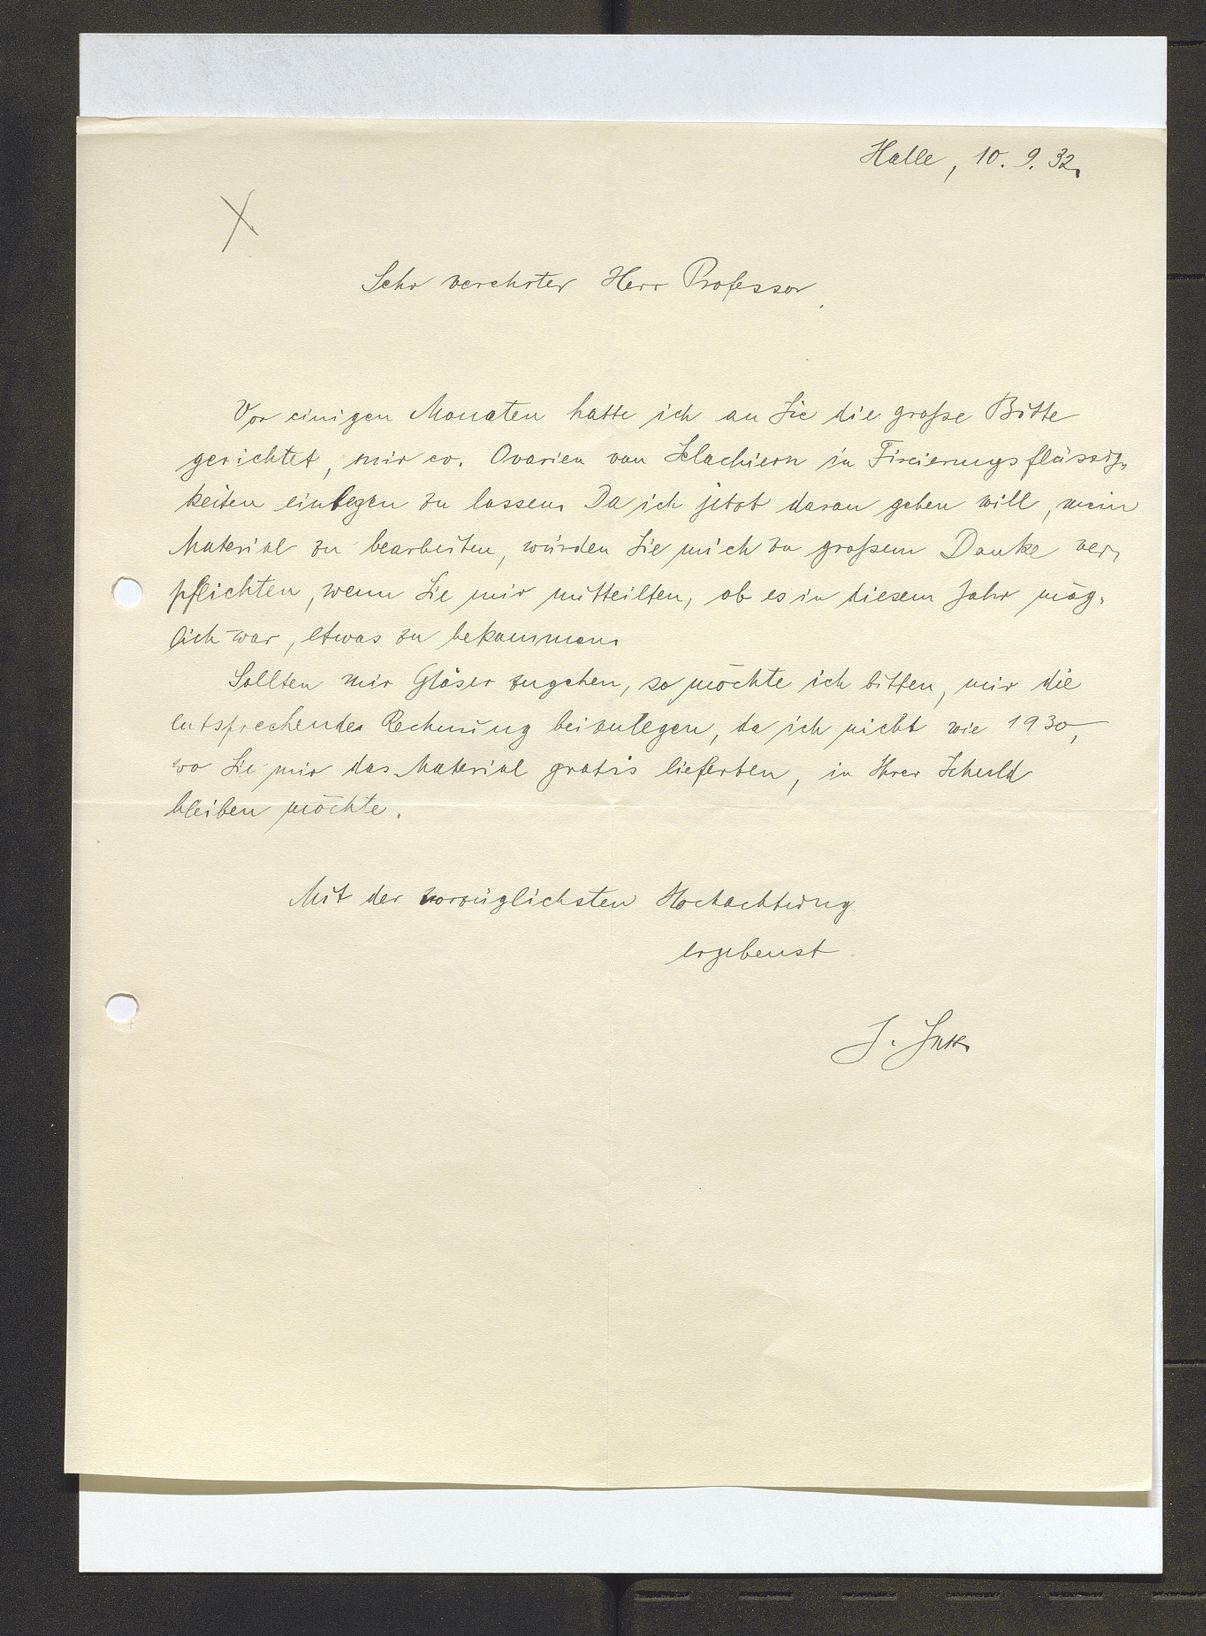 Halle, 10. 9. 32.
Sehr verehrter Herr Professor,
Vor einigen Monaten hatte ich an Sie die große Bitte
gerichtet, mir ev. Ovarien von Selachiern in Fixierungsflüssig-
keiten einlegen zu lassen. Da ich jetzt daran gehen will, mein
Material zu bearbeiten, würden Sie mich zu großem Danke ver-
pflichten, wenn Sie mir mitteilten, ob es in diesem Jahr mög-
lich war, etwas zu bekommen.
Sollten mir Gläser zugehen, so möchte ich bitten, mir die
entsprechende Rechnung beizulegen, da ich nicht wie 1930,
wo Sie mir das Material gratis lieferten, in Ihrer Schuld
bleiben möchte.
Mit der vorzüglichsten Hochachtung
ergebenst
J.